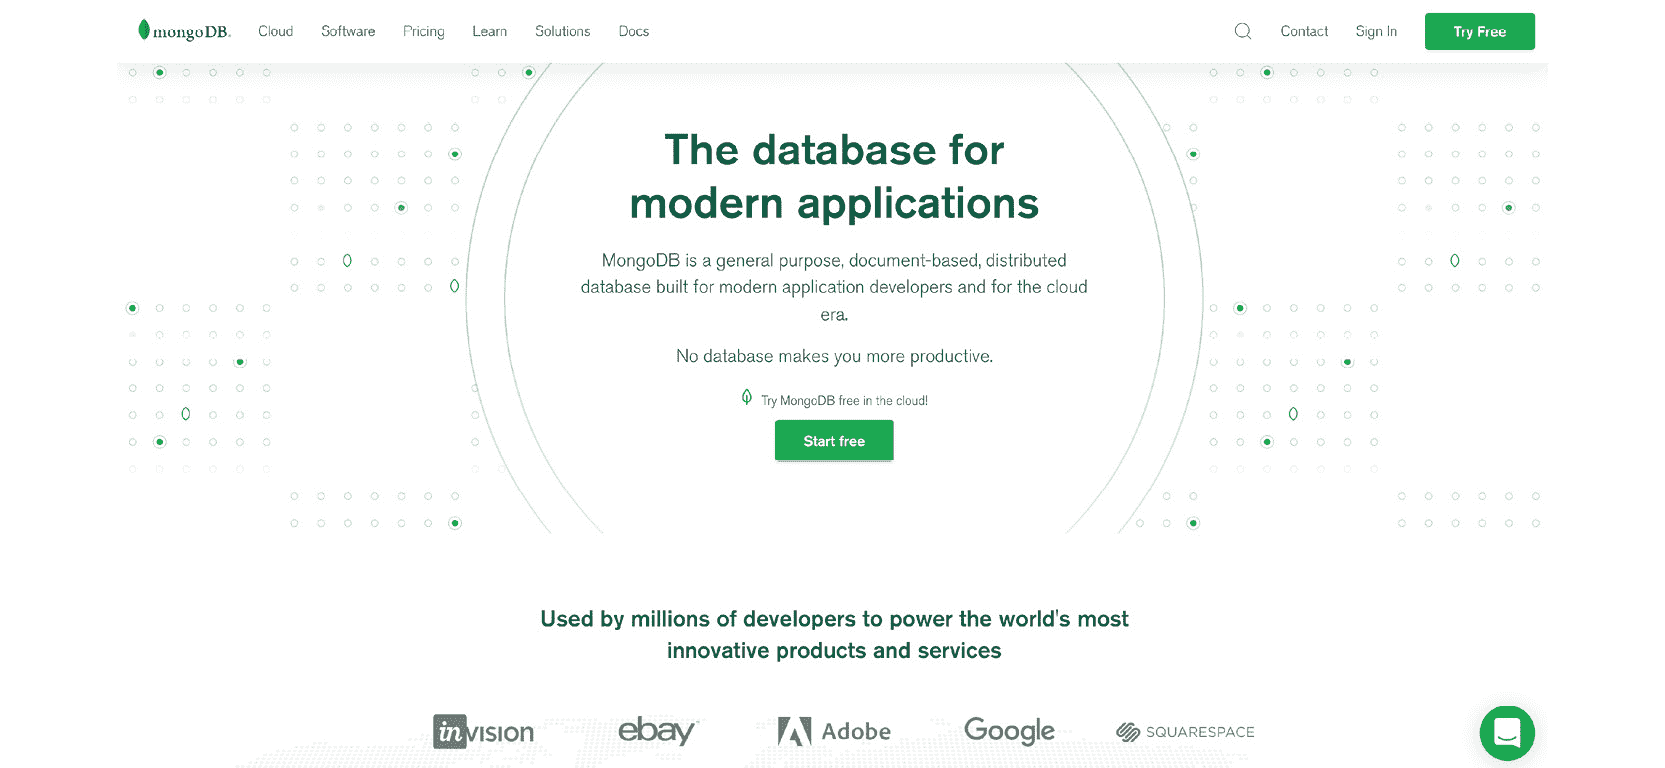 mongoDB.
Cloud Software Pricing Learn Solutions Docs
Contact Sign In Try Free
The database for
modern applications
MongoDB is a general purpose, document-based, distributed
database built for modern application developers and for the cloud
era.
No database makes you more productive.
Try MongoDB free in the cloud!
Start free
Used by millions of developers to power the world's most
innovative products and services
inVISION ebay Adobe Google SQUARESPACE